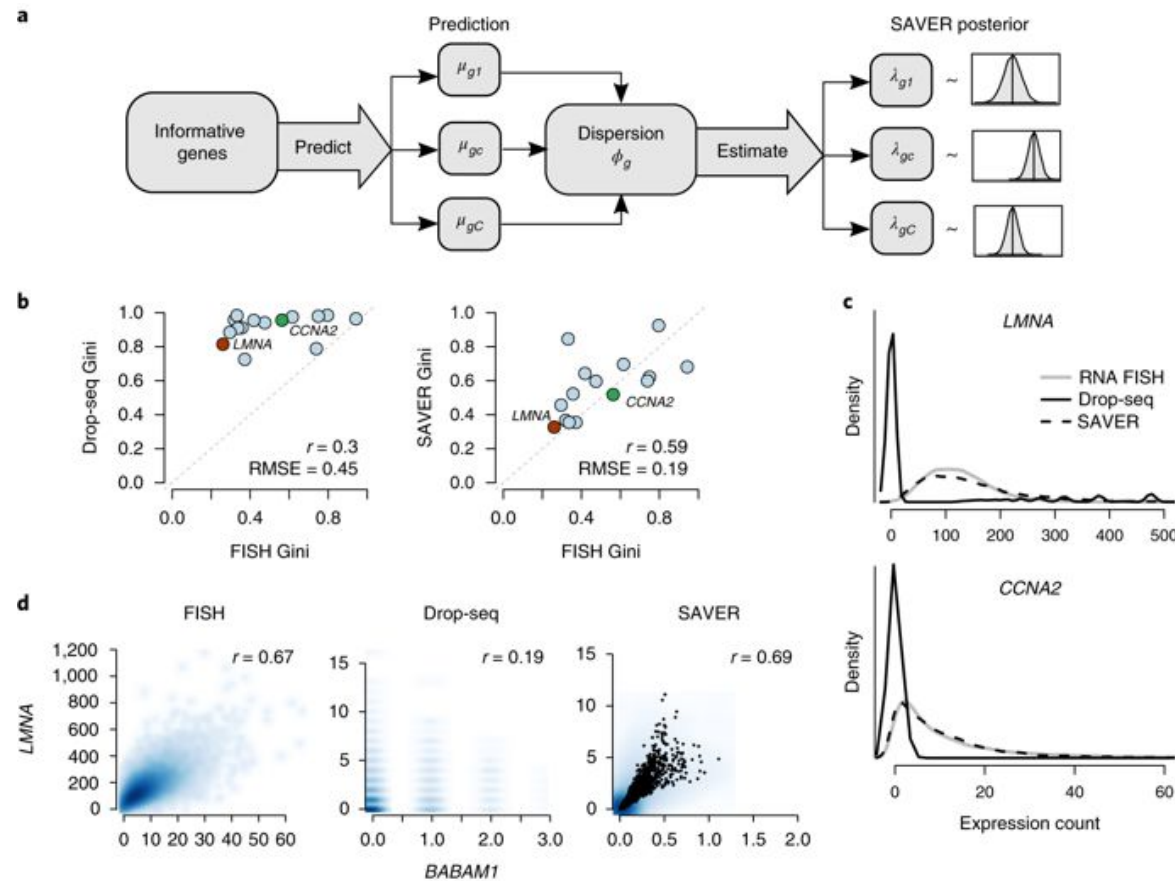 a
Prediction
SAVER posterior
Informative
genes
Predict
μg1
μgc
μgC
Dispersion
ϕg
Estimate
λg1 ~
λgc ~
λgC ~
b
Drop-seq Gini
1.0
0.8
0.6
0.4
0.2
0.0
LMNA
CCNA2
r = 0.3
RMSE = 0.45
0.0 0.4 0.8
FISH Gini
SAVER Gini
1.0
0.8
0.6
0.4
0.2
0.0
LMNA
CCNA2
r = 0.59
RMSE = 0.19
0.0 0.4 0.8
FISH Gini
c
LMNA
Density
RNA FISH
Drop-seq
SAVER
0 100 200 300 400 500
CCNA2
Density
0 20 40 60
Expression count
d
FISH
LMNA
1,200
1,000
800
600
400
200
0
r = 0.67
0 10 20 30 40 50 60
Drop-seq
15
10
5
0
r = 0.19
0.0 1.0 2.0 3.0
SAVER
15
10
5
0
r = 0.69
0.0 0.5 1.0 1.5 2.0
BABAM1